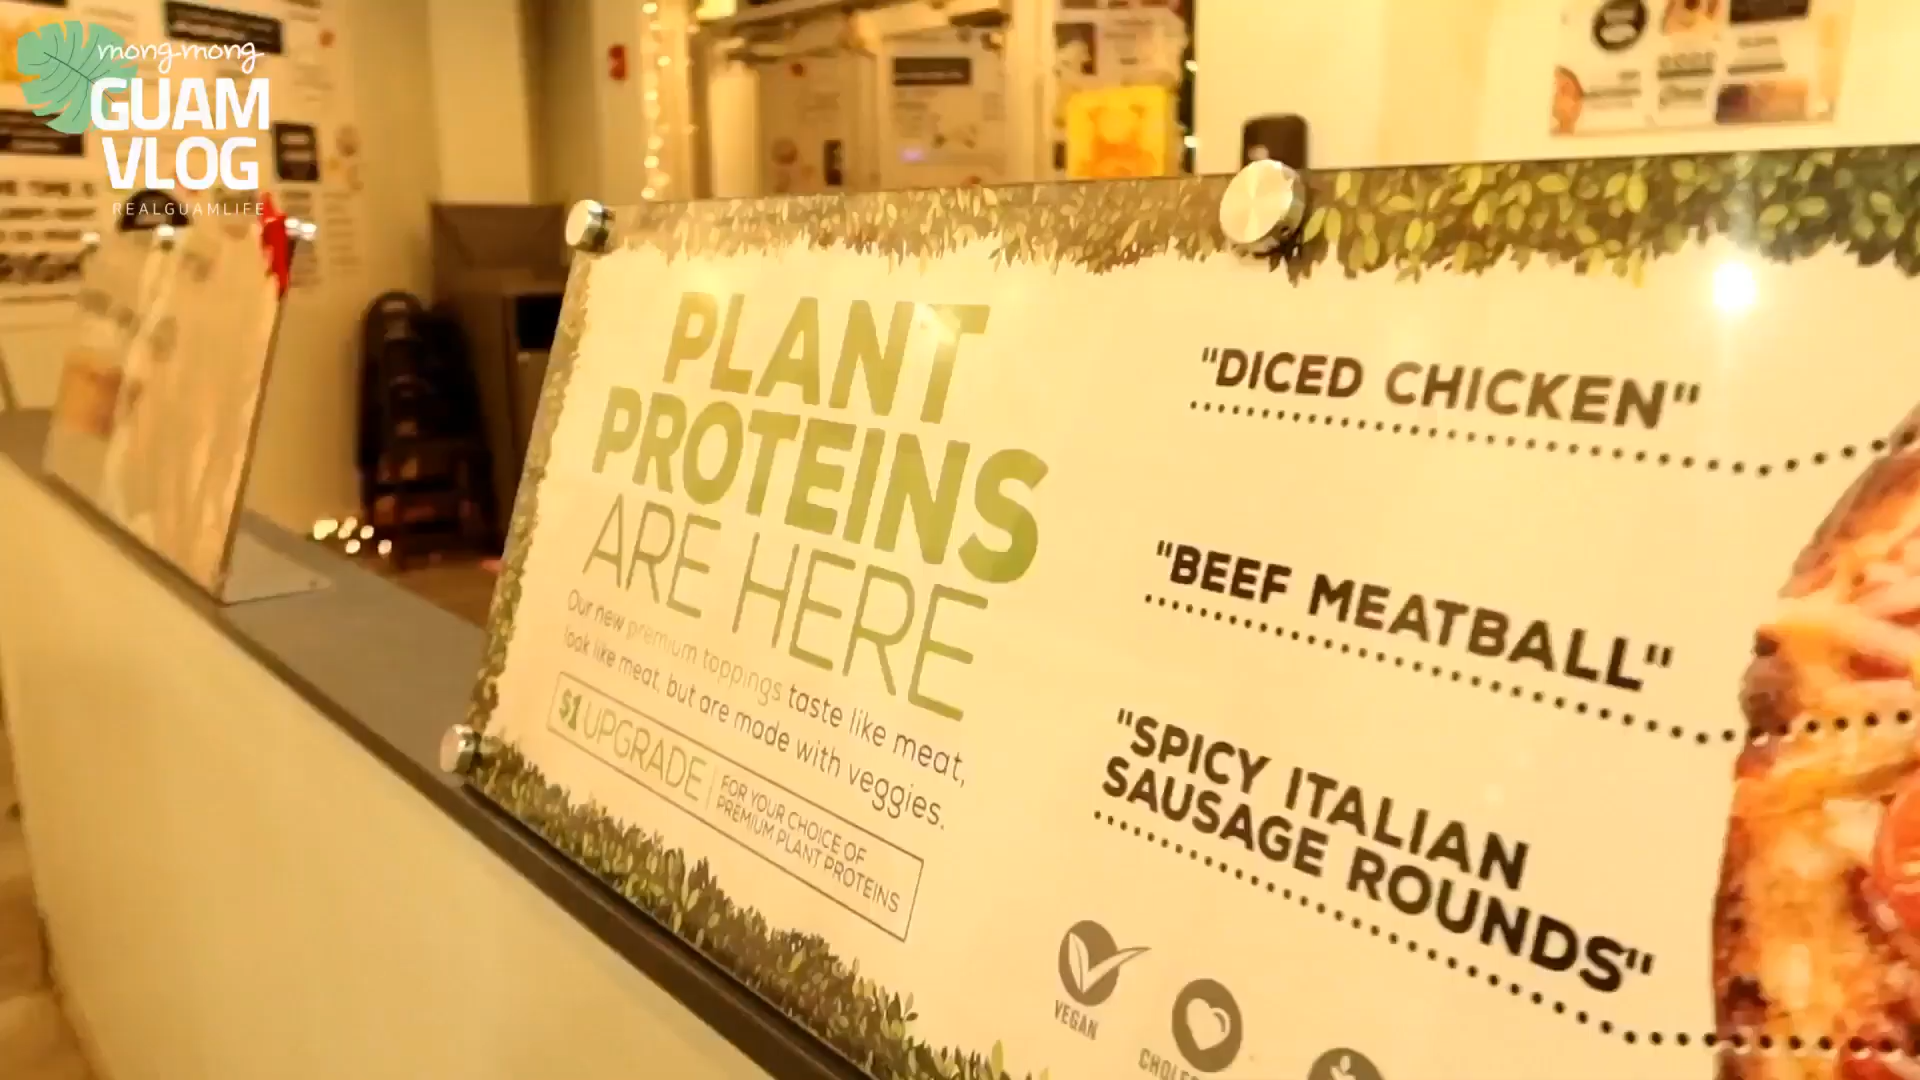 mong-mong
GUAM
VLOG
REALGUAMLIFE
PLANT
PROTEINS
ARE HERE
Our new premium toppings taste like meat,
look like meat, but are made with veggies.
$1 UPGRADE
FOR YOUR CHOICE OF
PREMIUM PLANT PROTEINS
"DICED CHICKEN"
"BEEF MEATBALL"
"SPICY ITALIAN
SAUSAGE ROUNDS"
VEGAN